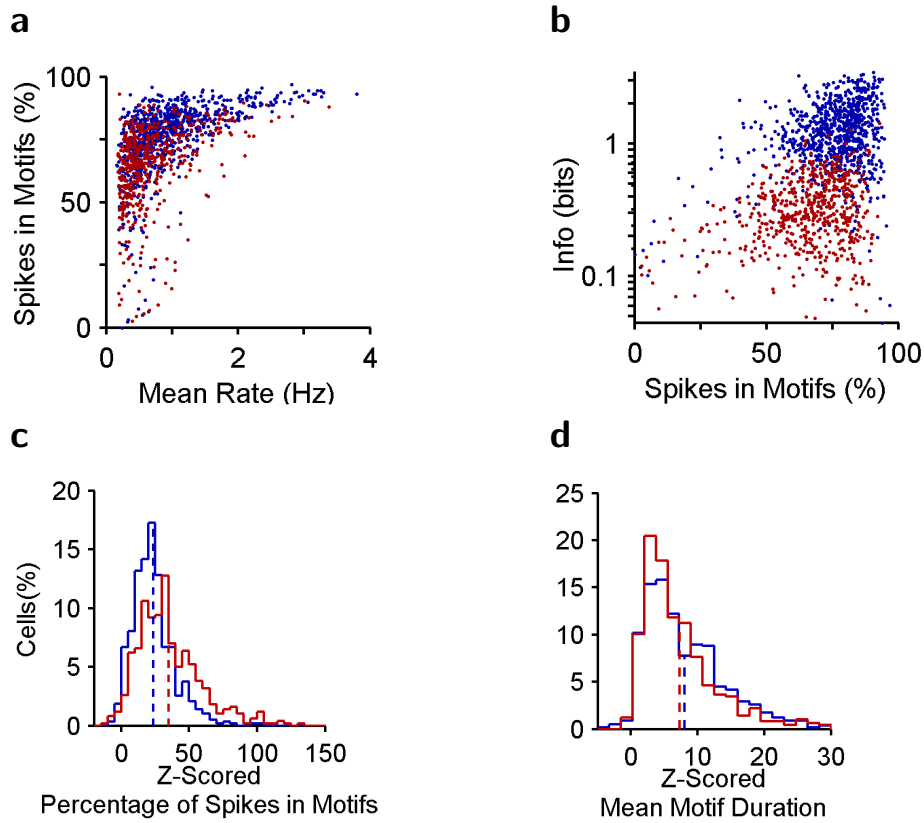 a
b
100
50
0
Spikes in Motifs (%)
0 2 4
Mean Rate (Hz)
1
0.1
Info (bits)
0 50 100
Spikes in Motifs (%)
c
d
20
15
10
5
0
Cells(%)
0 50 100 150
Z-Scored
Percentage of Spikes in Motifs
25
20
15
10
5
0
0 10 20 30
Z-Scored
Mean Motif Duration